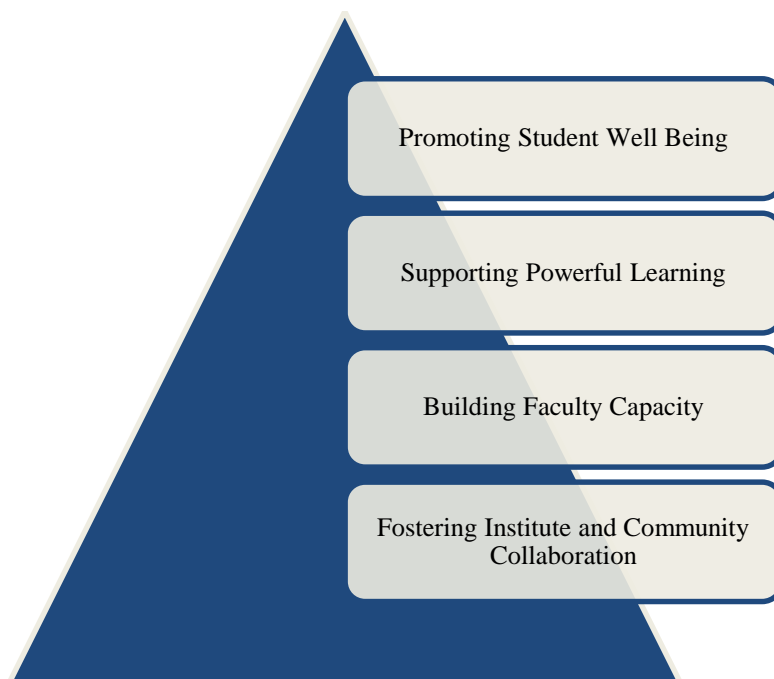 Promoting Student Well Being
Supporting Powerful Learning
Building Faculty Capacity
Fostering Institute and Community
Collaboration